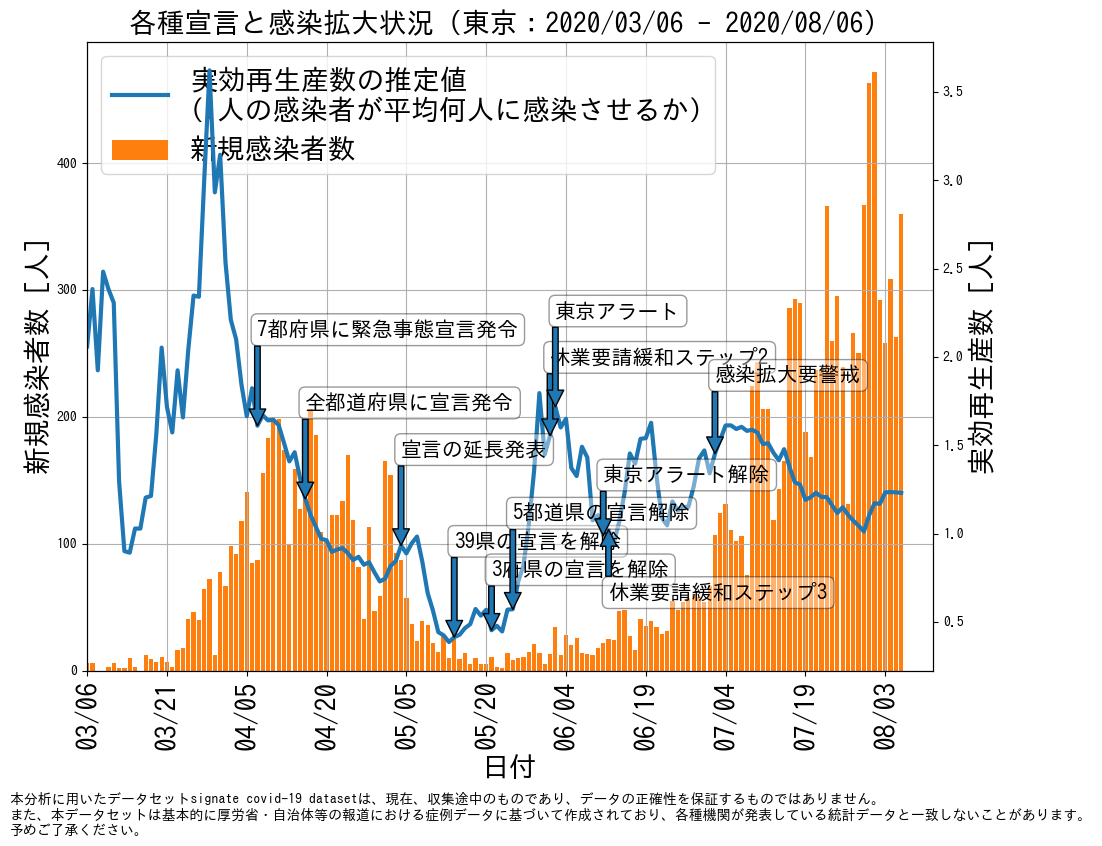 各種宣言と感染拡大状況 (東京：2020/03/06 - 2020/08/06)
実効再生産数の推定値
( 人の感染者が平均何人に感染させるか)
新規感染者数
新規感染者数 [人]
400
300
200
100
0
3.5
3.0
2.5
2.0
1.5
1.0
0.5
実効再生産数 [人]
東京アラート
7都府県に緊急事態宣言発令
休業要請緩和ステップ2
感染拡大要警戒
全都道府県に宣言発令
宣言の延長発表
東京アラート解除
5都道県の宣言解除
39県の宣言を解除
3府県の宣言を解除
休業要請緩和ステップ3
03/06
03/21
04/05
04/20
05/05
05/20
06/04
06/19
07/04
07/19
08/03
日付
本分析に用いたデータセットsignate covid-19 datasetは、現在、収集途中のものであり、データの正確性を保証するものではありません。
また、本データセットは基本的に厚労省・自治体等の報道における症例データに基づいて作成されており、各種機関が発表している統計データと一致しないことがあります。
予めご了承ください。